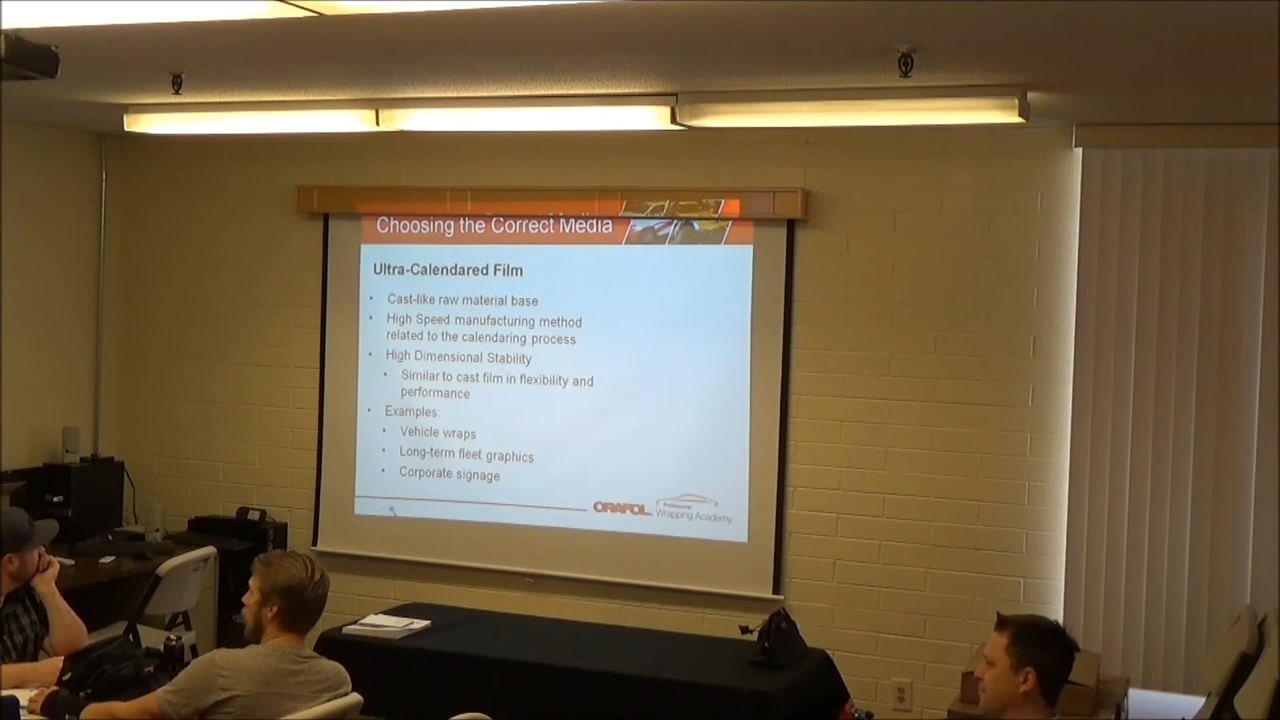 Choosing the Correct Media
Ultra-Calendared Film
• Cast-like raw material base
• High Speed manufacturing method
related to the calendaring process
• High Dimensional Stability
• Similar to cast film in flexibility and
performance
• Examples:
• Vehicle wraps
• Long-term fleet graphics
• Corporate signage
ORAFOL
Professional
Wrapping Academy